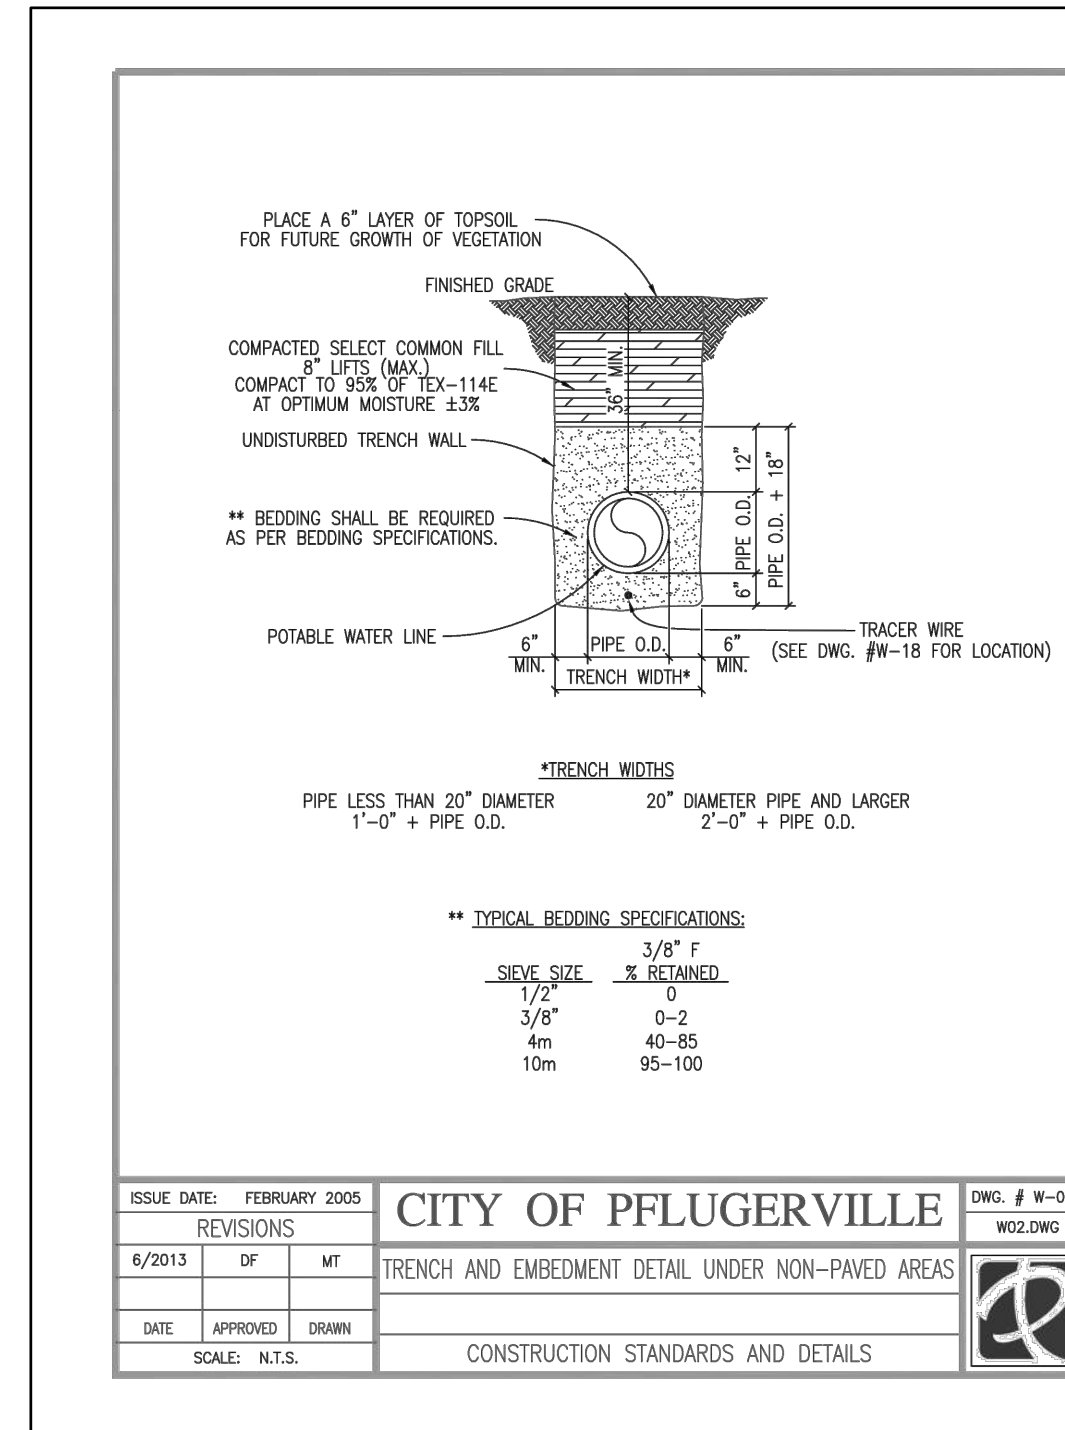 PLACE A 6" LAYER OF TOPSOIL
FOR FUTURE GROWTH OF VEGETATION
FINISHED GRADE
COMPACTED SELECT COMMON FILL
8" LIFTS (MAX.)
COMPACT TO 95% OF TEX-114E
AT OPTIMUM MOISTURE ±3%
36" MIN.
UNDISTURBED TRENCH WALL
12"
PIPE O.D. + 18"
** BEDDING SHALL BE REQUIRED
AS PER BEDDING SPECIFICATIONS.
PIPE O.D.
6"
POTABLE WATER LINE
TRACER WIRE
(SEE DWG. #W-18 FOR LOCATION)
6"
MIN.
PIPE O.D.
6"
MIN.
TRENCH WIDTH*
*TRENCH WIDTHS
PIPE LESS THAN 20" DIAMETER
1'-0" + PIPE O.D.
20" DIAMETER PIPE AND LARGER
2'-0" + PIPE O.D.
** TYPICAL BEDDING SPECIFICATIONS:
3/8" F
SIEVE SIZE % RETAINED
1/2" 0
3/8" 0-2
4m 40-85
10m 95-100
ISSUE DATE: FEBRUARY 2005
REVISIONS
6/2013 DF MT
DATE APPROVED DRAWN
SCALE: N.T.S.
CITY OF PFLUGERVILLE
TRENCH AND EMBEDMENT DETAIL UNDER NON-PAVED AREAS
CONSTRUCTION STANDARDS AND DETAILS
DWG. # W-0
W02.DWG